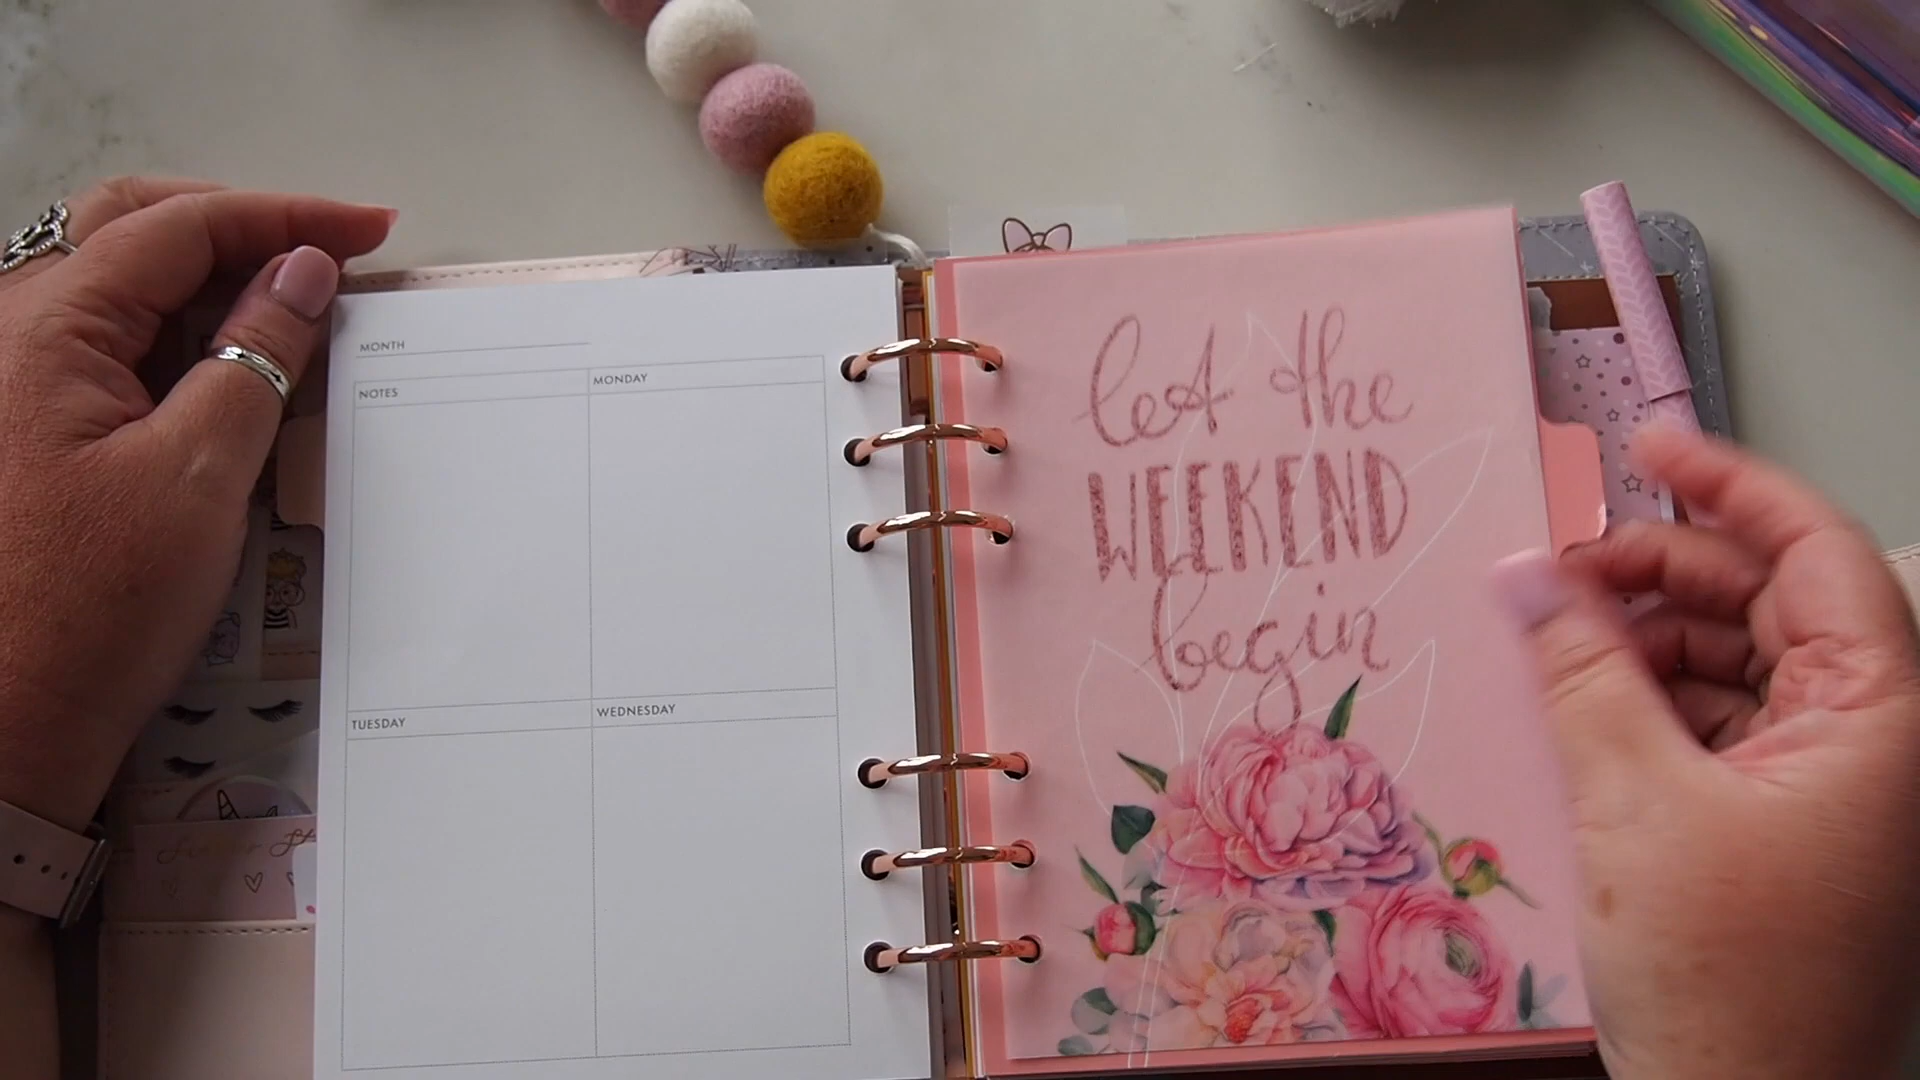 MONTH
NOTES
MONDAY
TUESDAY
WEDNESDAY
let the
WEEKEND
begin